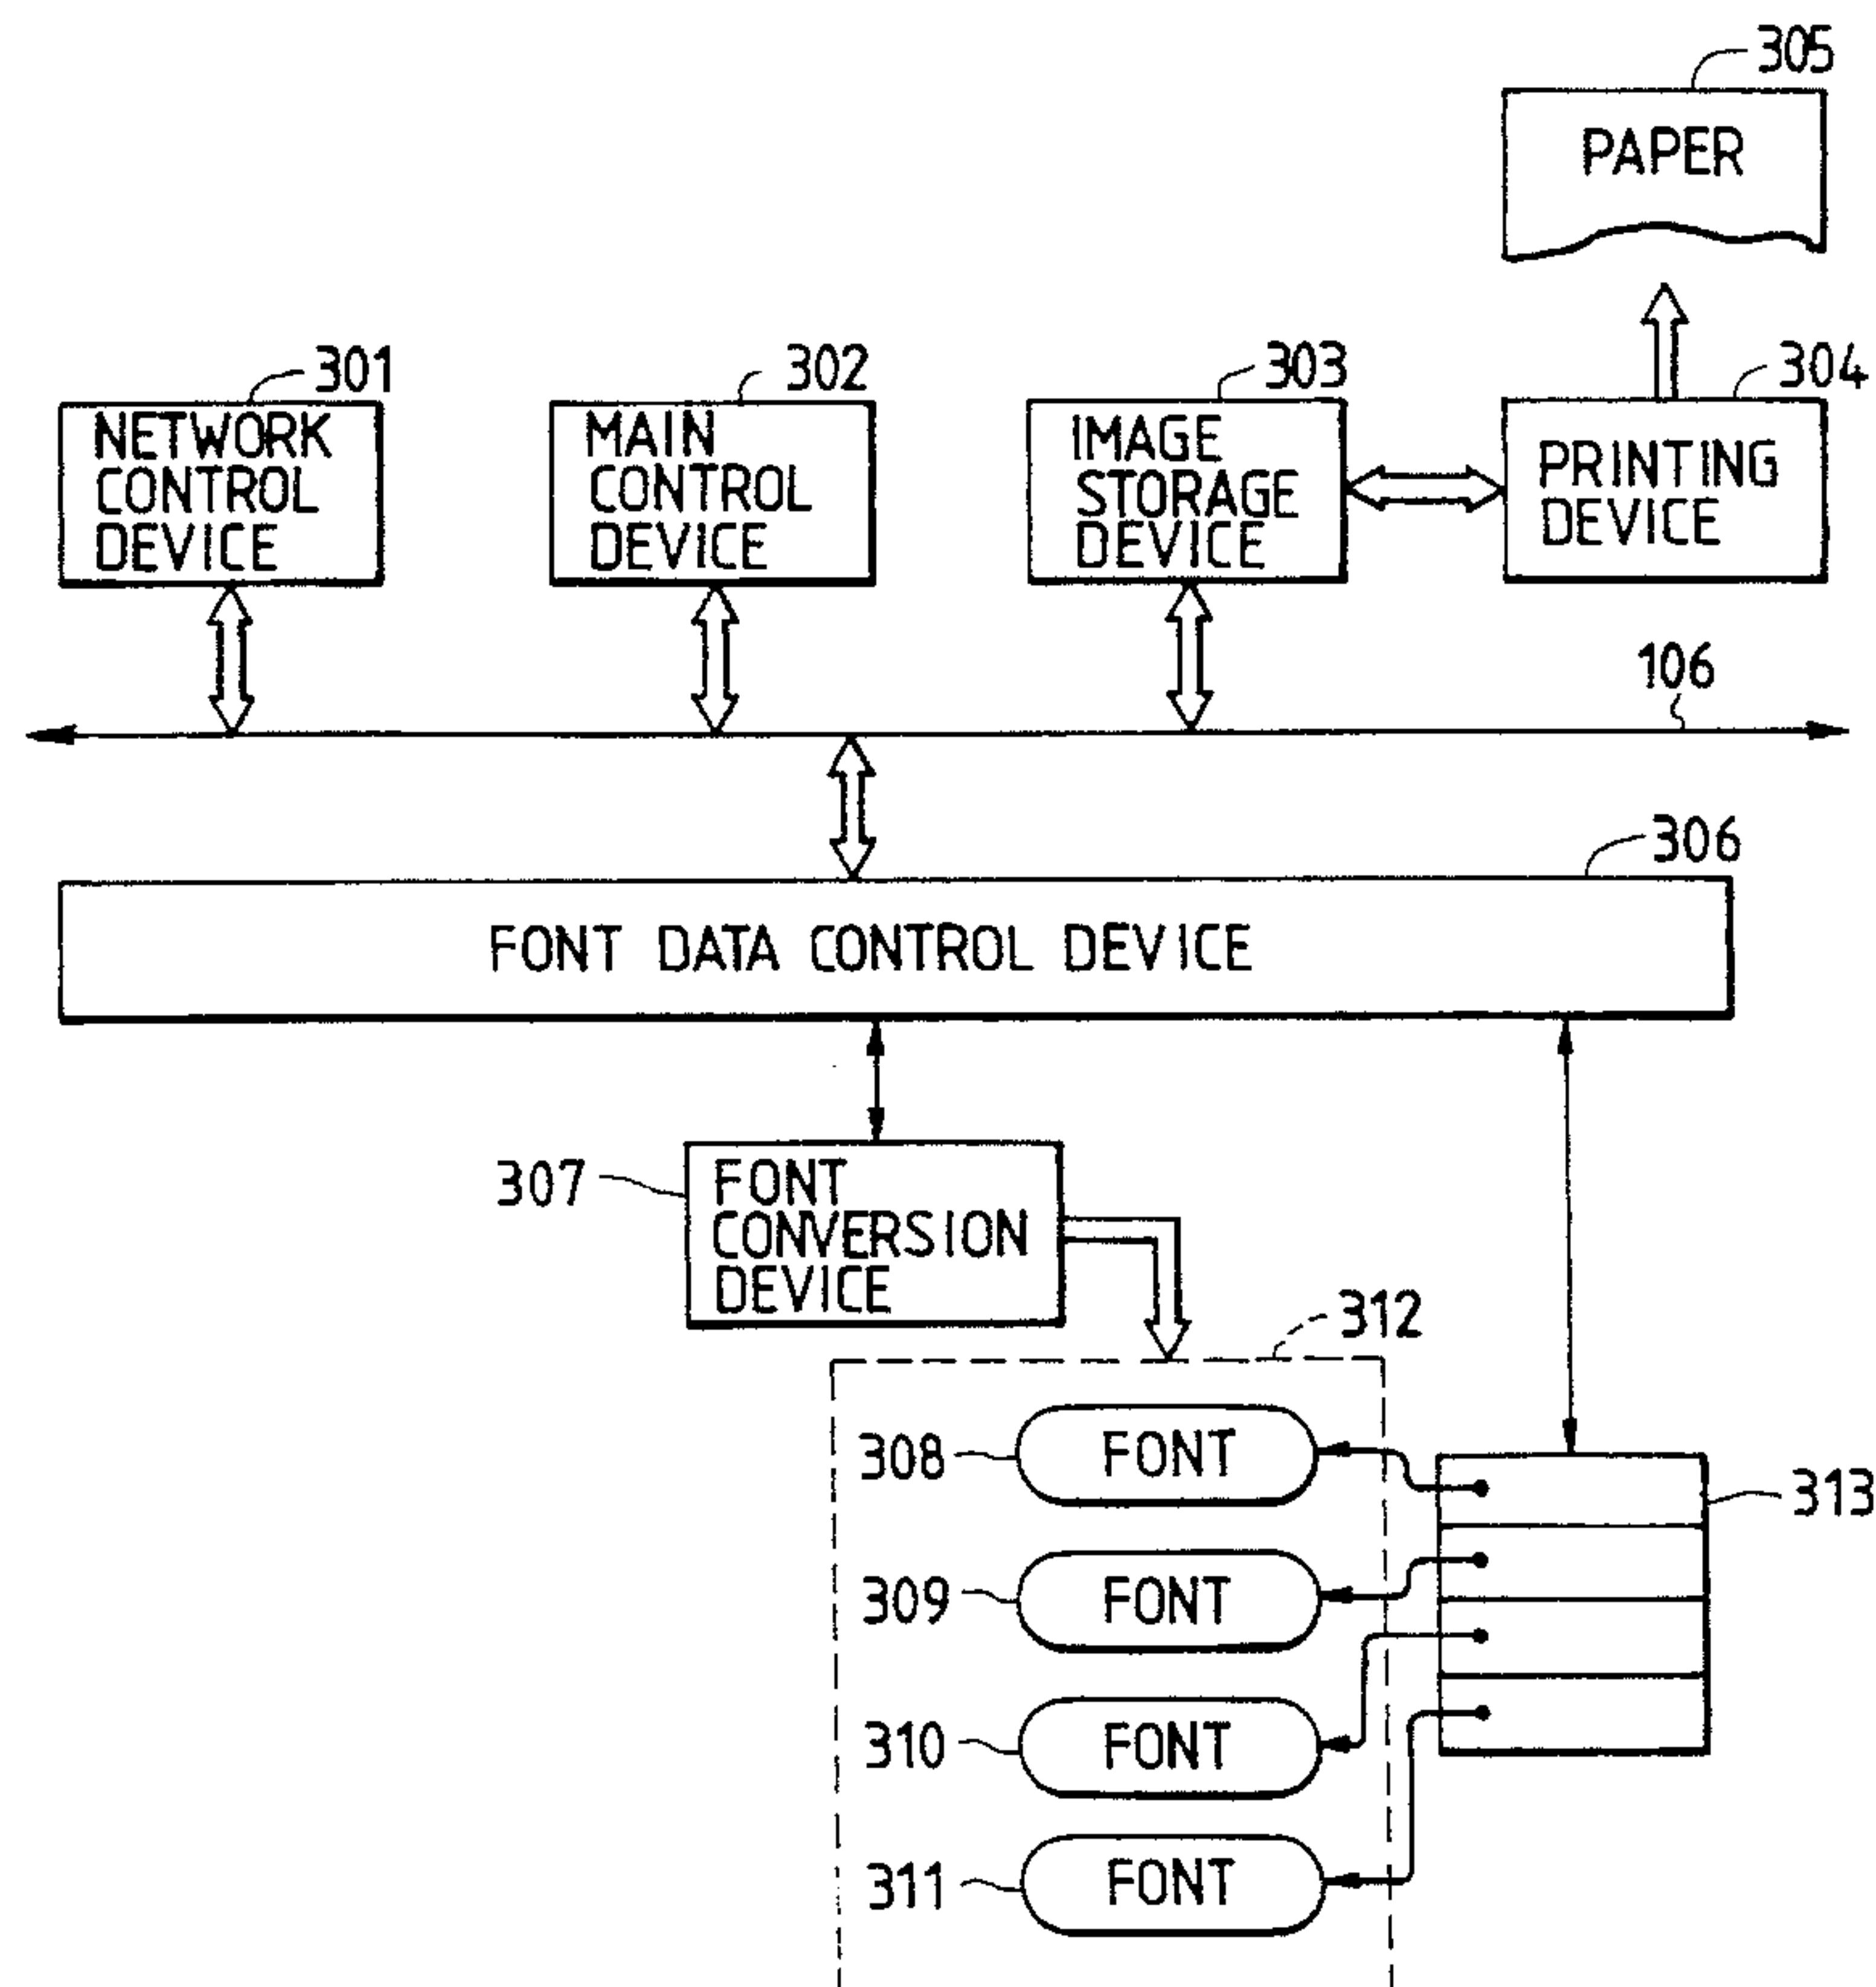 305
PAPER
301
302
303
304
NETWORK
CONTROL
DEVICE
MAIN
CONTROL
DEVICE
IMAGE
STORAGE
DEVICE
PRINTING
DEVICE
106
306
FONT DATA CONTROL DEVICE
307
FONT
CONVERSION
DEVICE
312
308
FONT
313
309
FONT
310
FONT
311
FONT